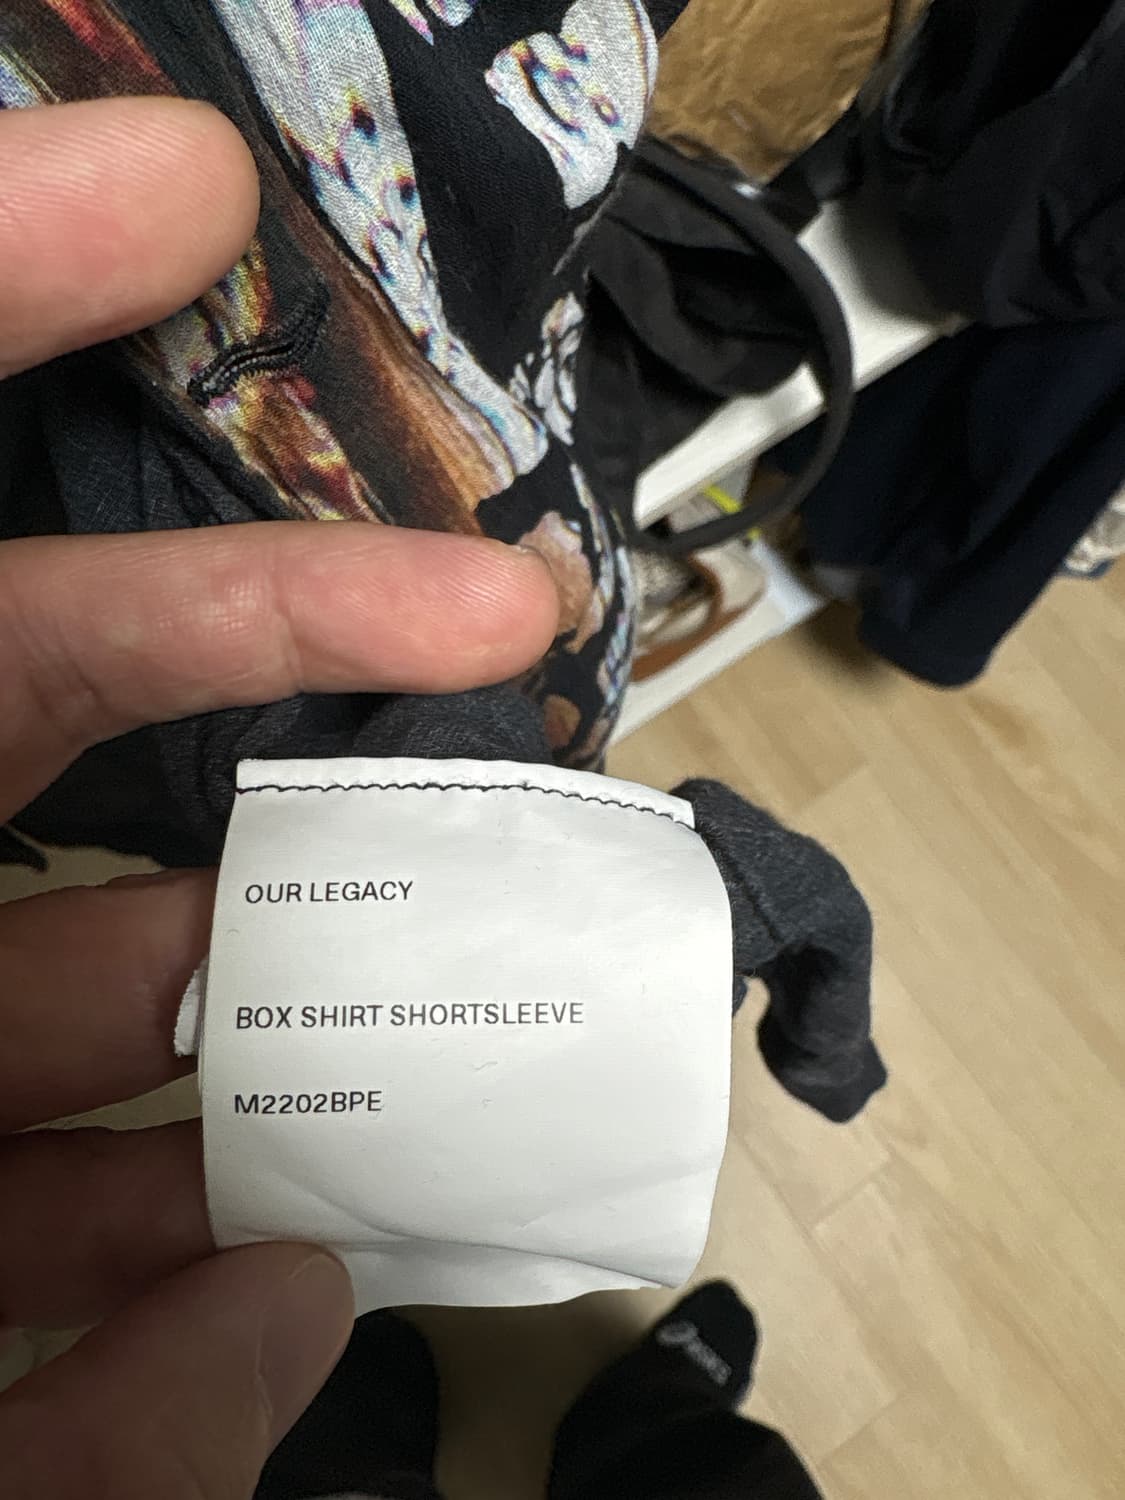 OUR LEGACY
BOX SHIRT SHORTSLEEVE
M2202BPE